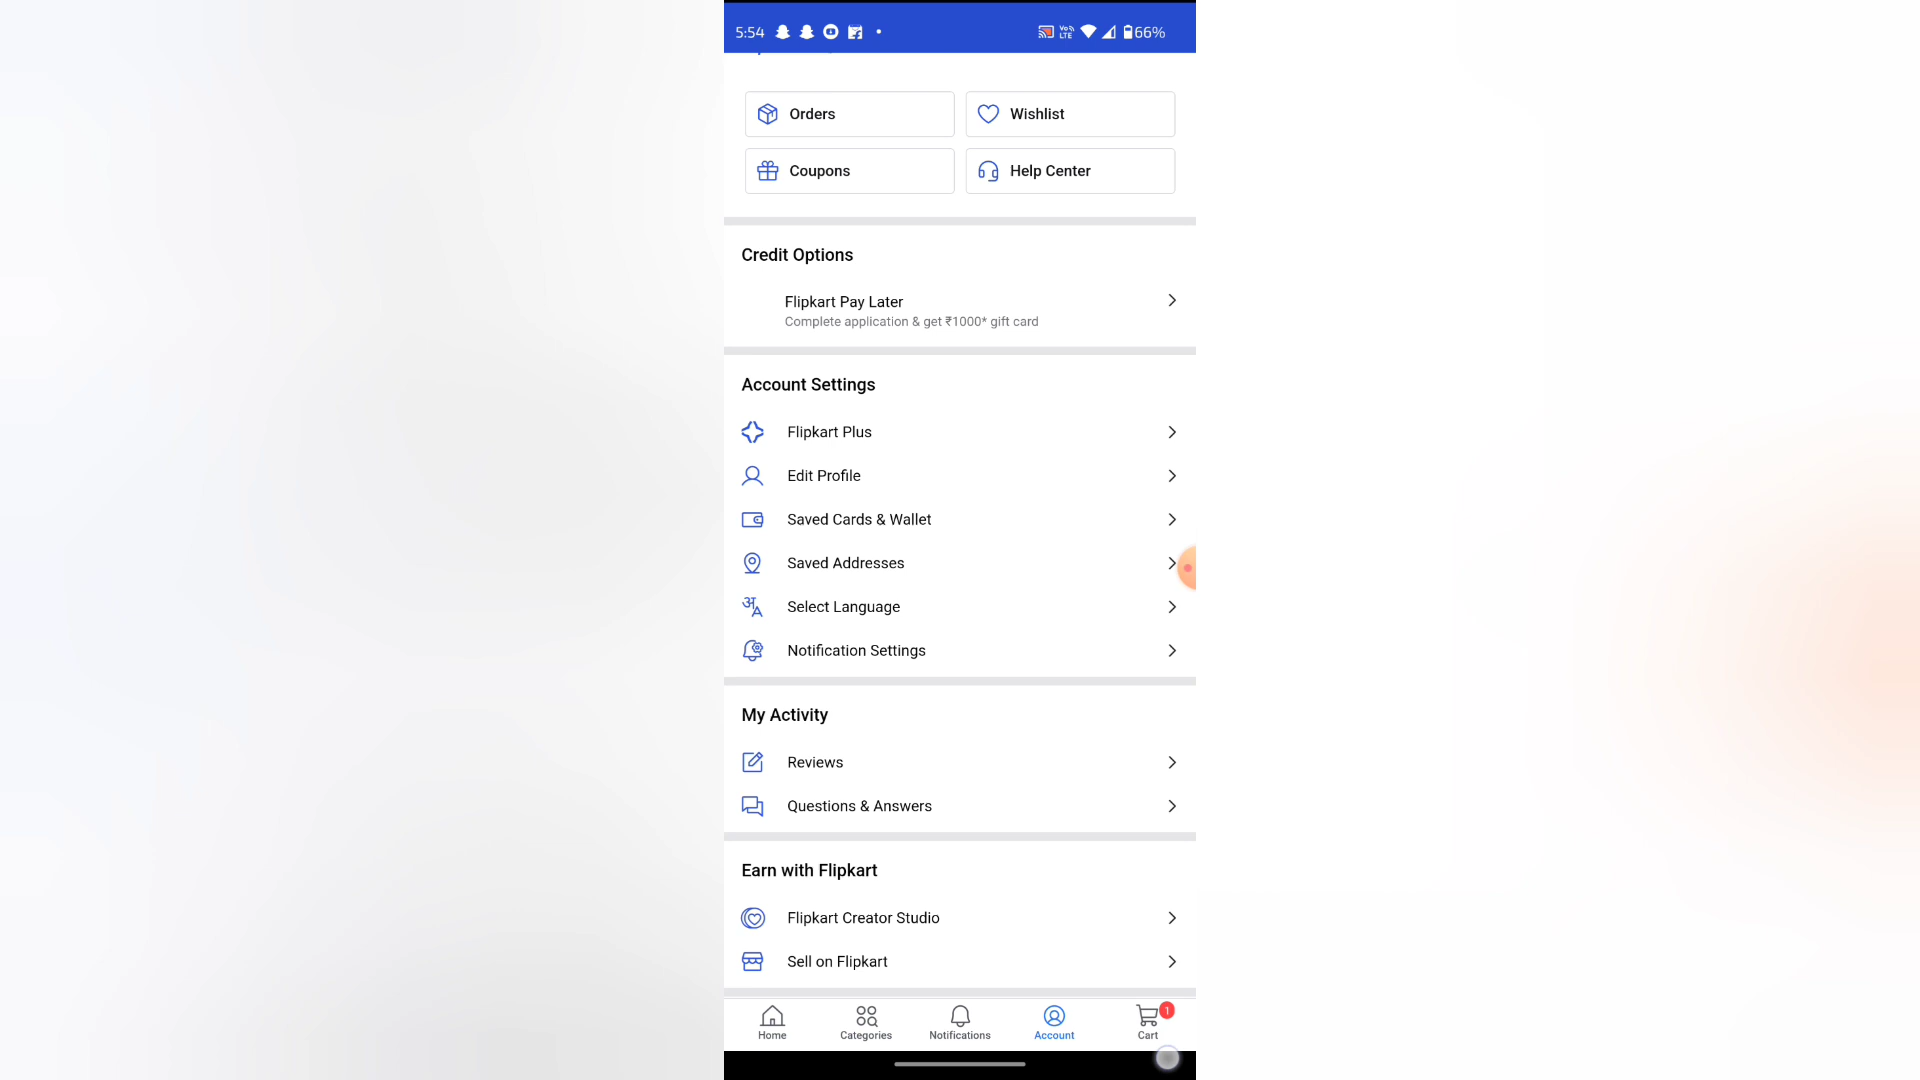 5:54
Vo LTE
66%
Orders
Wishlist
Coupons
Help Center
Credit Options
Flipkart Pay Later
Complete application & get ₹1000* gift card
Account Settings
Flipkart Plus
Edit Profile
Saved Cards & Wallet
Saved Addresses
Select Language
Notification Settings
My Activity
Reviews
Questions & Answers
Earn with Flipkart
Flipkart Creator Studio
Sell on Flipkart
Home
Categories
Notifications
Account
1
Cart